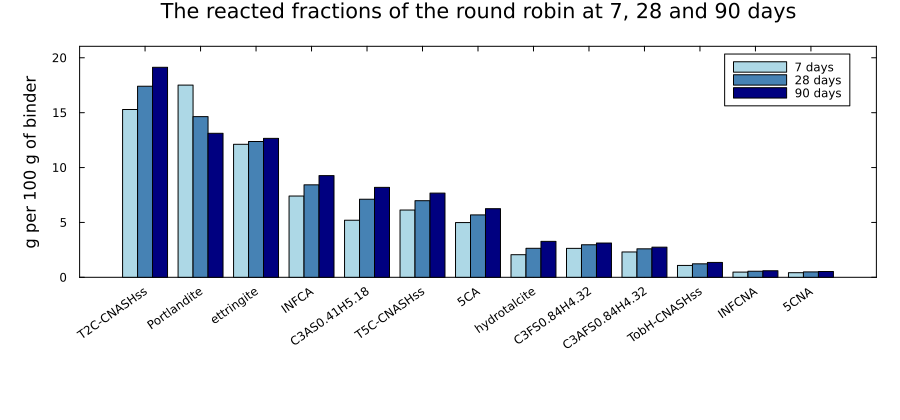 The reacted fractions of the round robin at 7, 28 and 90 days
g per 100 g of binder
20
15
10
5
0
7 days
28 days
90 days
T2C-CNASHss
Portlandite
ettringite
INFCA
C3AS0.41H5.18
T5C-CNASHss
5CA
hydrotalcite
C3FS0.84H4.32
C3AFS0.84H4.32
TobH-CNASHss
INFCNA
5CNA